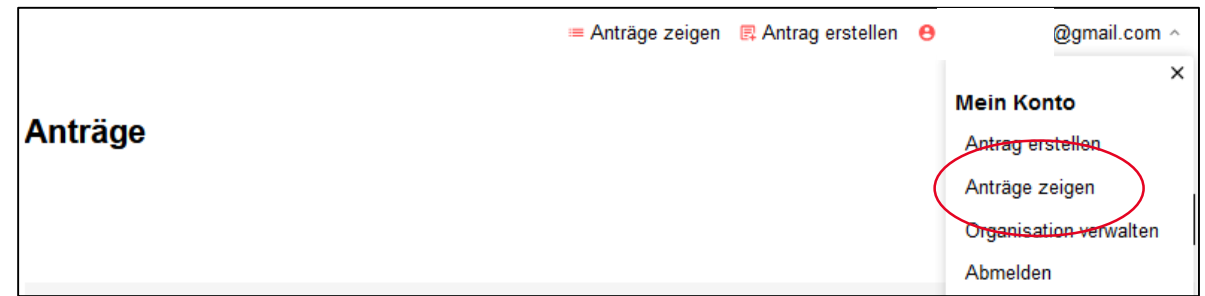 Anträge zeigen Antrag erstellen @gmail.com
Mein Konto
Anträge
Antrag erstellen
Anträge zeigen
Organisation verwalten
Abmelden